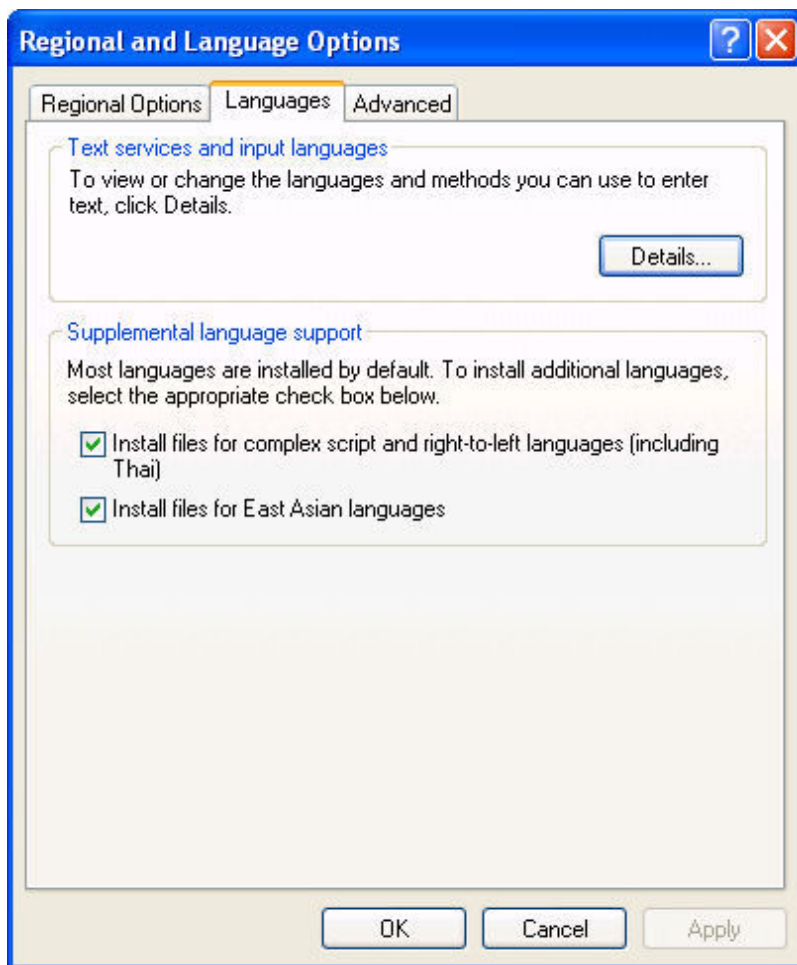 Regional and Language Options
Regional Options
Languages
Advanced
Text services and input languages
To view or change the languages and methods you can use to enter
text, click Details.
Details...
Supplemental language support
Most languages are installed by default. To install additional languages,
select the appropriate check box below.
Install files for complex script and right-to-left languages (including
Thai)
Install files for East Asian languages
OK
Cancel
Apply